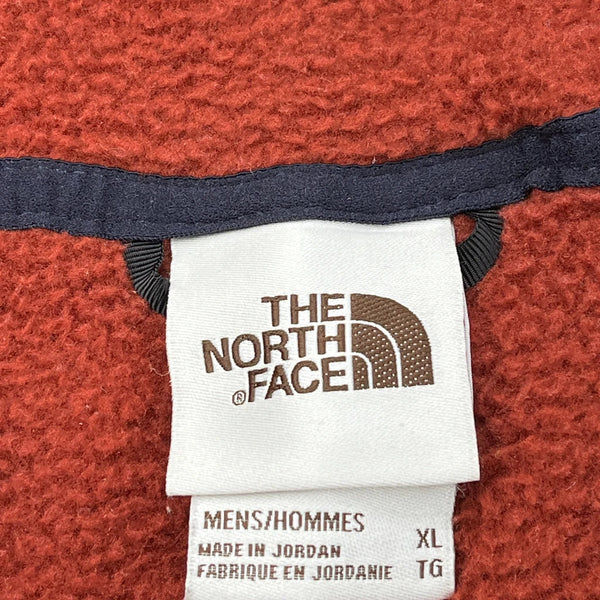 THE
NORTH
®FACE
MENS/HOMMES XL
MADE IN JORDAN
FABRIQUE EN JORDANIE TG